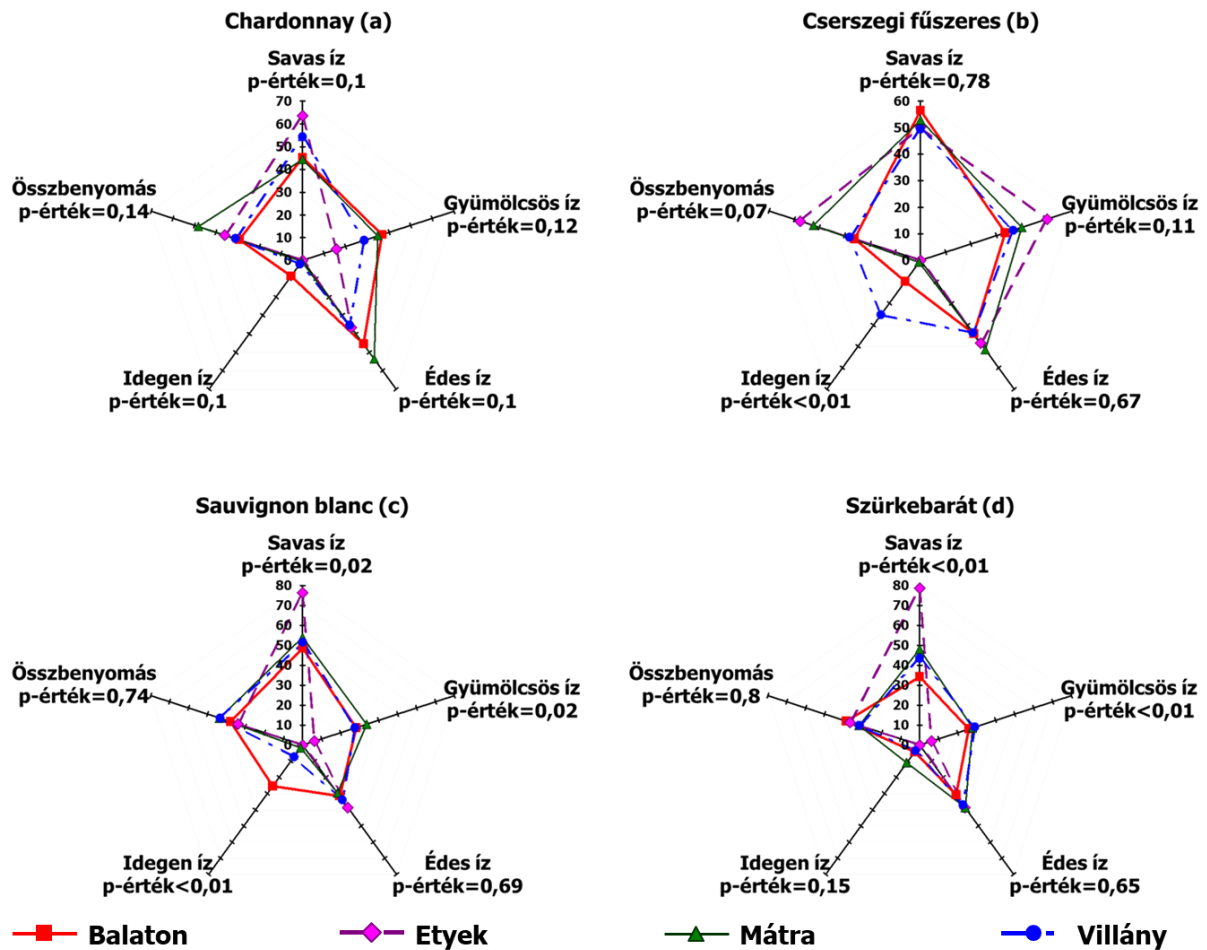 Chardonnay (a)
Savas íz
p-érték=0,1
70
60
50
40
30
20
10
0
Gyümölcsös íz
p-érték=0,12
Édes íz
p-érték=0,1
Idegen íz
p-érték=0,1
Összbenyomás
p-érték=0,14
Cserszegi fűszeres (b)
Savas íz
p-érték=0,78
60
50
40
30
20
10
0
Gyümölcsös íz
p-érték=0,11
Édes íz
p-érték=0,67
Idegen íz
p-érték<0,01
Összbenyomás
p-érték=0,07
Sauvignon blanc (c)
Savas íz
p-érték=0,02
80
70
60
50
40
30
20
10
0
Gyümölcsös íz
p-érték=0,02
Édes íz
p-érték=0,69
Idegen íz
p-érték<0,01
Összbenyomás
p-érték=0,74
Szürkebarát (d)
Savas íz
p-érték<0,01
80
70
60
50
40
30
20
10
0
Gyümölcsös íz
p-érték<0,01
Édes íz
p-érték=0,65
Idegen íz
p-érték=0,15
Összbenyomás
p-érték=0,8
Balaton
Etyek
Mátra
Villány